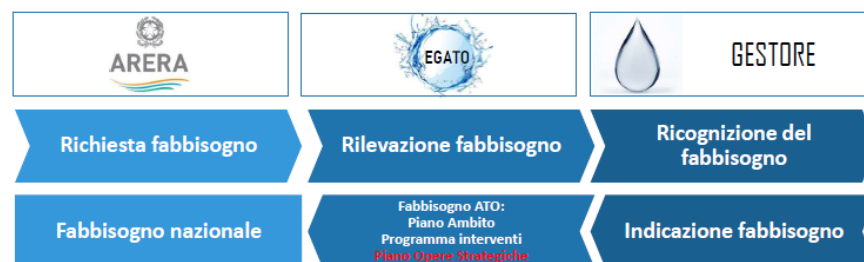 ARERA
EGATO
GESTORE
Richiesta fabbisogno
Rilevazione fabbisogno
Ricognizione del
fabbisogno
Fabbisogno nazionale
Fabbisogno ATO:
Piano Ambito
Programma interventi
Piano Opere Strategiche
Indicazione fabbisogno